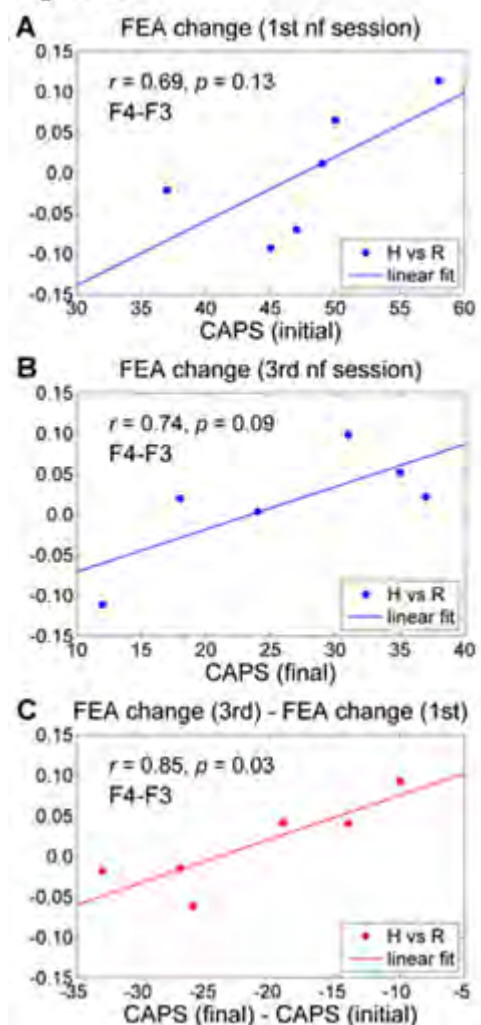 A FEA change (1st nf session)
r = 0.69, p = 0.13
F4-F3
0.15
0.10
0.05
0.0
-0.05
-0.10
-0.15
H vs R
linear fit
30 35 40 45 50 55 60
CAPS (initial)
B FEA change (3rd nf session)
r = 0.74, p = 0.09
F4-F3
0.15
0.10
0.05
0.0
-0.05
-0.10
-0.15
H vs R
linear fit
10 15 20 25 30 35 40
CAPS (final)
C FEA change (3rd) - FEA change (1st)
r = 0.85, p = 0.03
F4-F3
0.15
0.10
0.05
0.0
-0.05
-0.10
-0.15
H vs R
linear fit
-35 -30 -25 -20 -15 -10 -5
CAPS (final) - CAPS (initial)